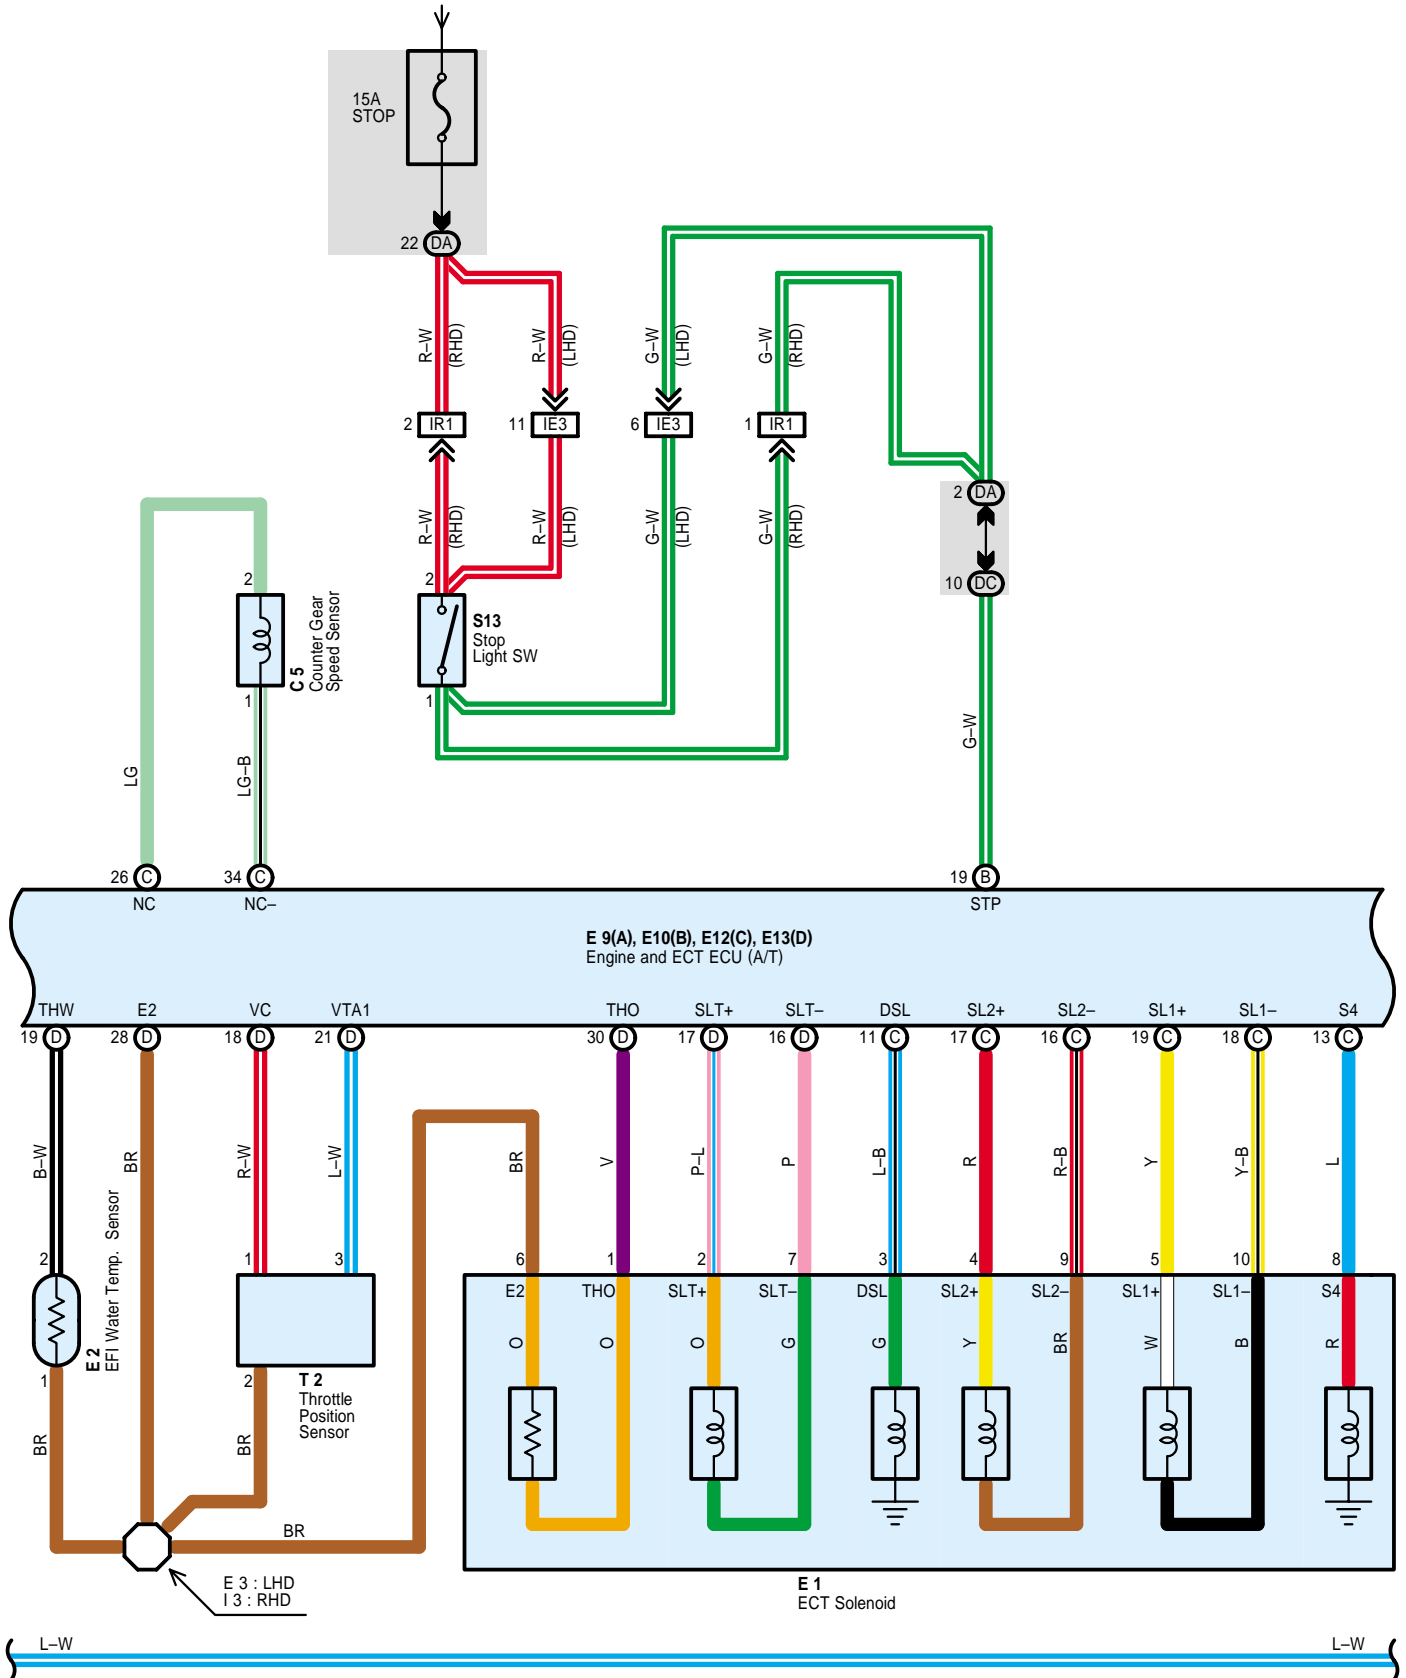 15A
STOP
22 DA
R–W
(RHD)
R–W
(LHD)
G–W
(LHD)
G–W
(RHD)
2 IR1
11 IE3
6 IE3
1 IR1
R–W
(RHD)
R–W
(LHD)
G–W
(LHD)
G–W
(RHD)
2 DA
10 DC
2
C 5
Counter Gear
Speed Sensor
1
2
S13
Stop
Light SW
1
LG
LG–B
G–W
26 C
34 C
19 B
NC
NC–
STP
E 9(A), E10(B), E12(C), E13(D)
Engine and ECT ECU (A/T)
THW
E2
VC
VTA1
THO
SLT+
SLT–
DSL
SL2+
SL2–
SL1+
SL1–
S4
19 D
28 D
18 D
21 D
30 D
17 D
16 D
11 C
17 C
16 C
19 C
18 C
13 C
B–W
BR
R–W
L–W
BR
V
P–L
P
L–B
R
R–B
Y
Y–B
L
2
1
3
6
1
2
7
3
4
9
5
10
8
E2
THO
SLT+
SLT–
DSL
SL2+
SL2–
SL1+
SL1–
S4
O
O
O
G
G
Y
BR
W
B
R
E 2
EFI Water Temp. Sensor
1
2
T 2
Throttle
Position
Sensor
BR
BR
BR
E 3 : LHD
I 3 : RHD
E 1
ECT Solenoid
L–W
L–W